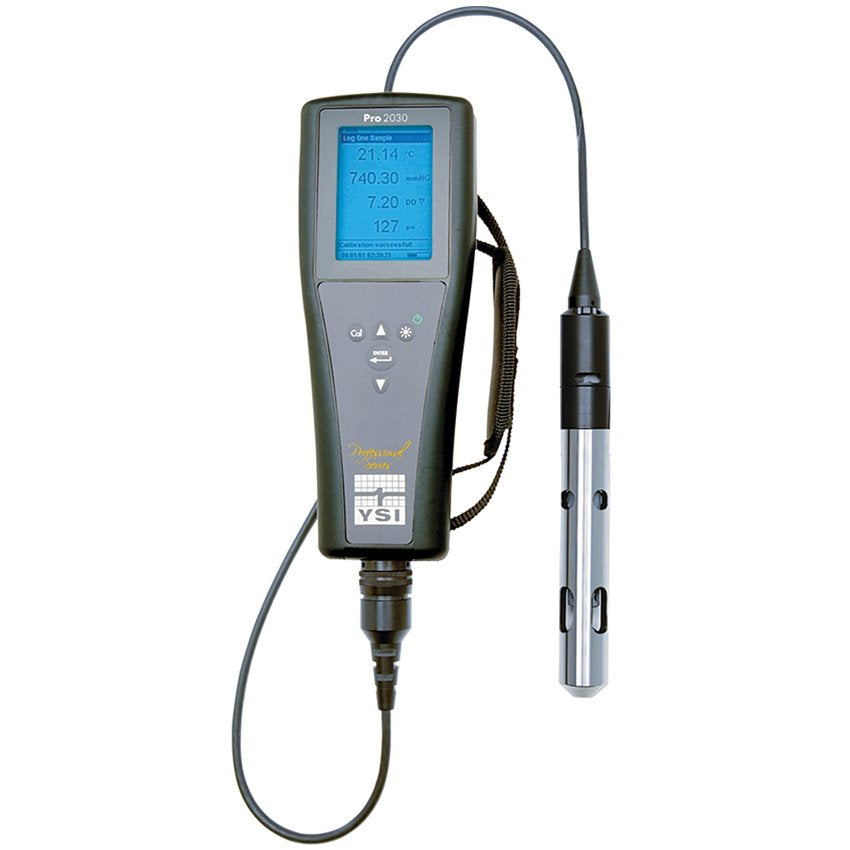 Pro 2030
Log One Sample
21.14 °C
740.30 mmHG
7.20 DO
127
Calibration successful!
Cal
ENTER
Professional
Series
YSI